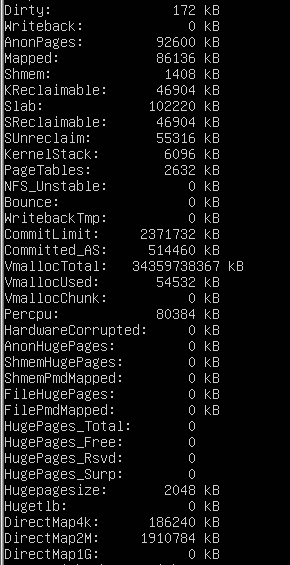 Dirty: 172 kB
Writeback: 0 kB
AnonPages: 92600 kB
Mapped: 86136 kB
Shmem: 1408 kB
KReclaimable: 46904 kB
Slab: 102220 kB
SReclaimable: 46904 kB
SUnreclaim: 55316 kB
KernelStack: 6096 kB
PageTables: 2632 kB
NFS_Unstable: 0 kB
Bounce: 0 kB
WritebackTmp: 0 kB
CommitLimit: 2371732 kB
Committed_AS: 514460 kB
VmallocTotal: 34359738367 kB
VmallocUsed: 54532 kB
VmallocChunk: 0 kB
Percpu: 80384 kB
HardwareCorrupted: 0 kB
AnonHugePages: 0 kB
ShmemHugePages: 0 kB
ShmemPmdMapped: 0 kB
FileHugePages: 0 kB
FilePmdMapped: 0 kB
HugePages_Total: 0
HugePages_Free: 0
HugePages_Rsvd: 0
HugePages_Surp: 0
Hugepagesize: 2048 kB
Hugetlb: 0 kB
DirectMap4k: 186240 kB
DirectMap2M: 1910784 kB
DirectMap1G: 0 kB